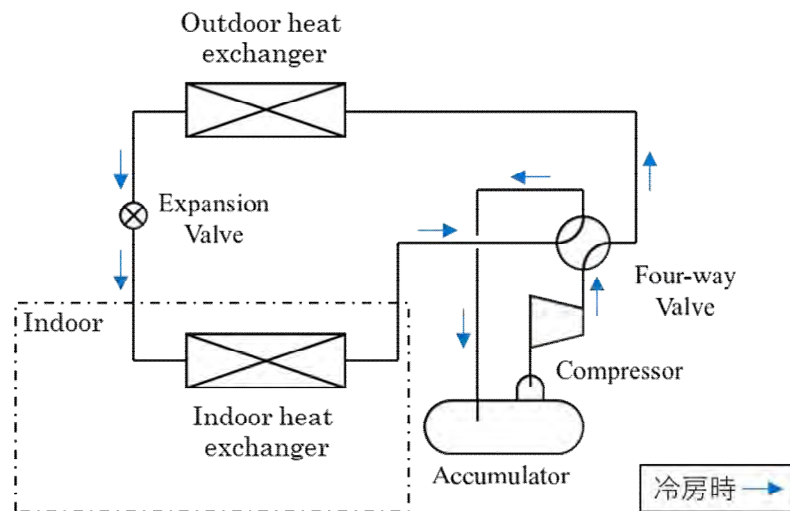 Outdoor heat
exchanger
Expansion
Valve
Four-way
Valve
Indoor
Compressor
Indoor heat
exchanger
Accumulator
冷房時